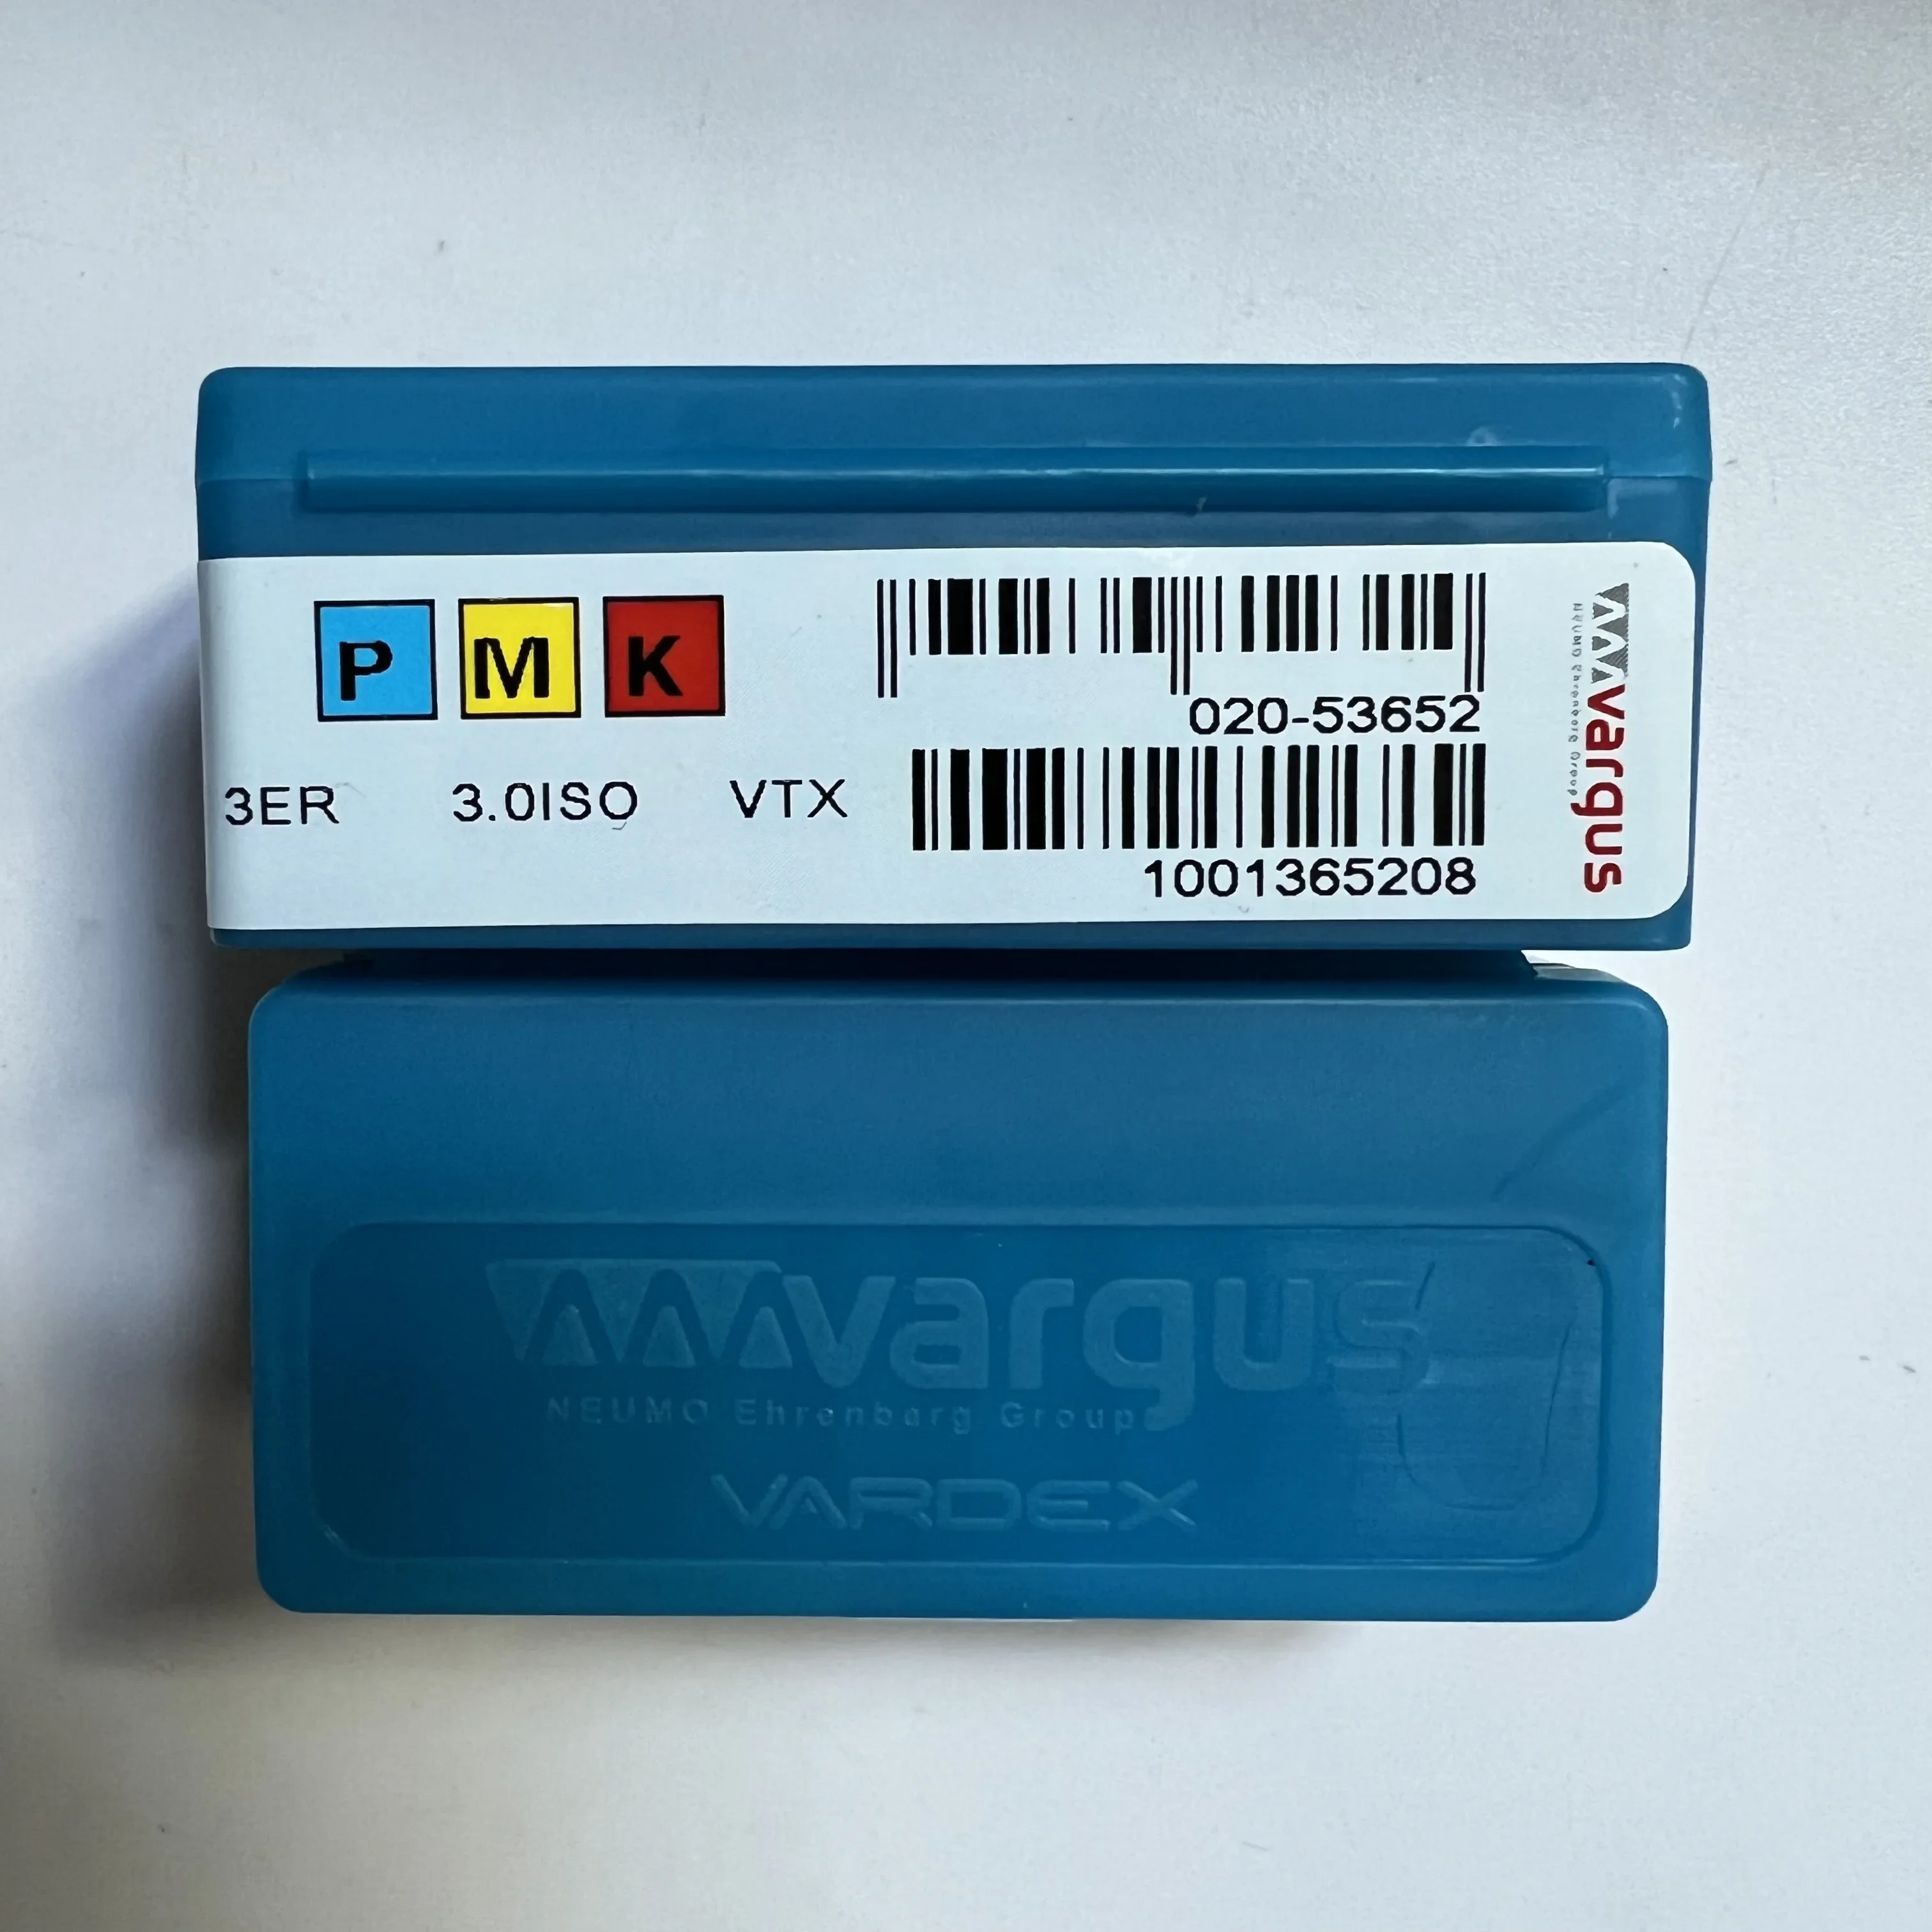 P M K
020-53652
3ER 3.0ISO VTX
1001365208
vargus
NEUMO Ehrenberg Group
vargus
NEUMO Ehrenberg Group
VARDEX